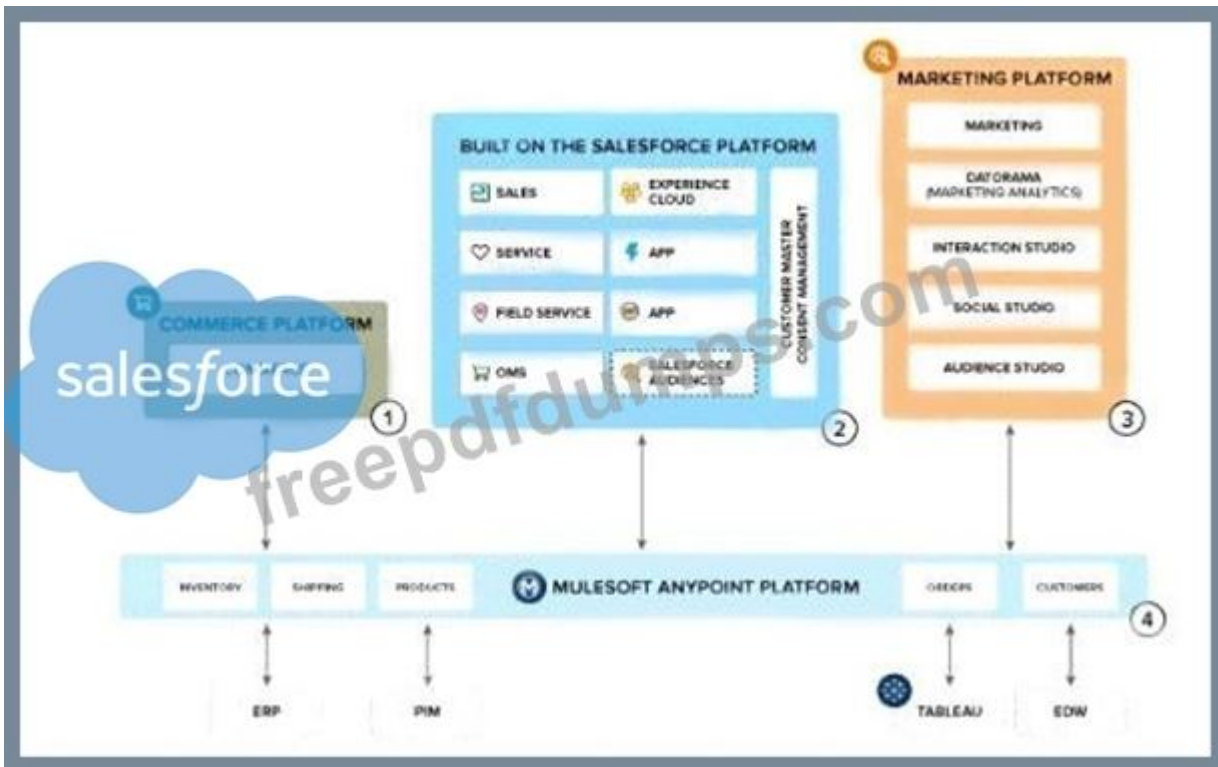 MARKETING PLATFORM
MARKETING
DATORAMA
(MARKETING ANALYTICS)
INTERACTION STUDIO
SOCIAL STUDIO
AUDIENCE STUDIO
3
BUILT ON THE SALESFORCE PLATFORM
SALES
EXPERIENCE
CLOUD
SERVICE
APP
FIELD SERVICE
APP
OMS
SALESFORCE
AUDIENCES
CUSTOMER MASTER
CONSENT MANAGEMENT
2
COMMERCE PLATFORM
salesforce
1
freepdfdumps.com
INVENTORY
SHIPPING
PRODUCTS
MULESOFT ANYPOINT PLATFORM
ORDERS
CUSTOMERS
4
ERP
PIM
TABLEAU
EDW